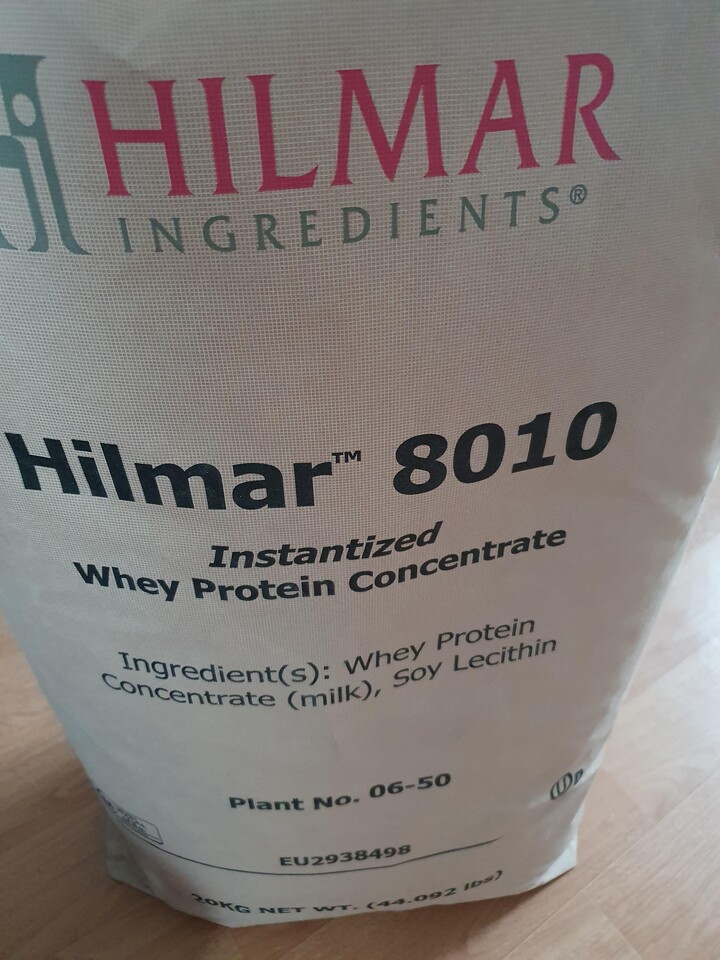 HILMAR
INGREDIENTS®
Hilmar™ 8010
Instantized
Whey Protein Concentrate
Ingredient(s): Whey Protein
Concentrate (milk), Soy Lecithin
Plant No. 06-50
EU2938498
20KG NET WT. (44.092 lbs)